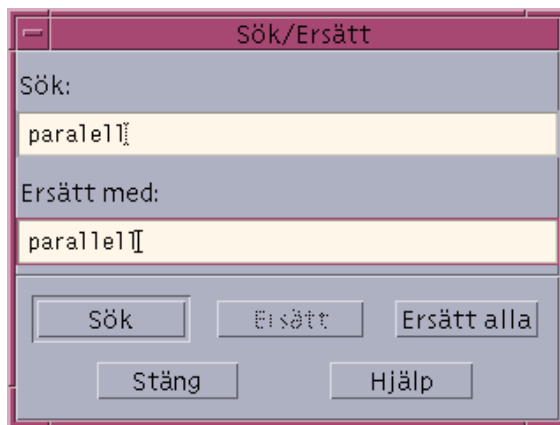 Sök/Ersätt
Sök:
paralell
Ersätt med:
parallell
Sök Ersätt Ersätt alla
Stäng Hjälp